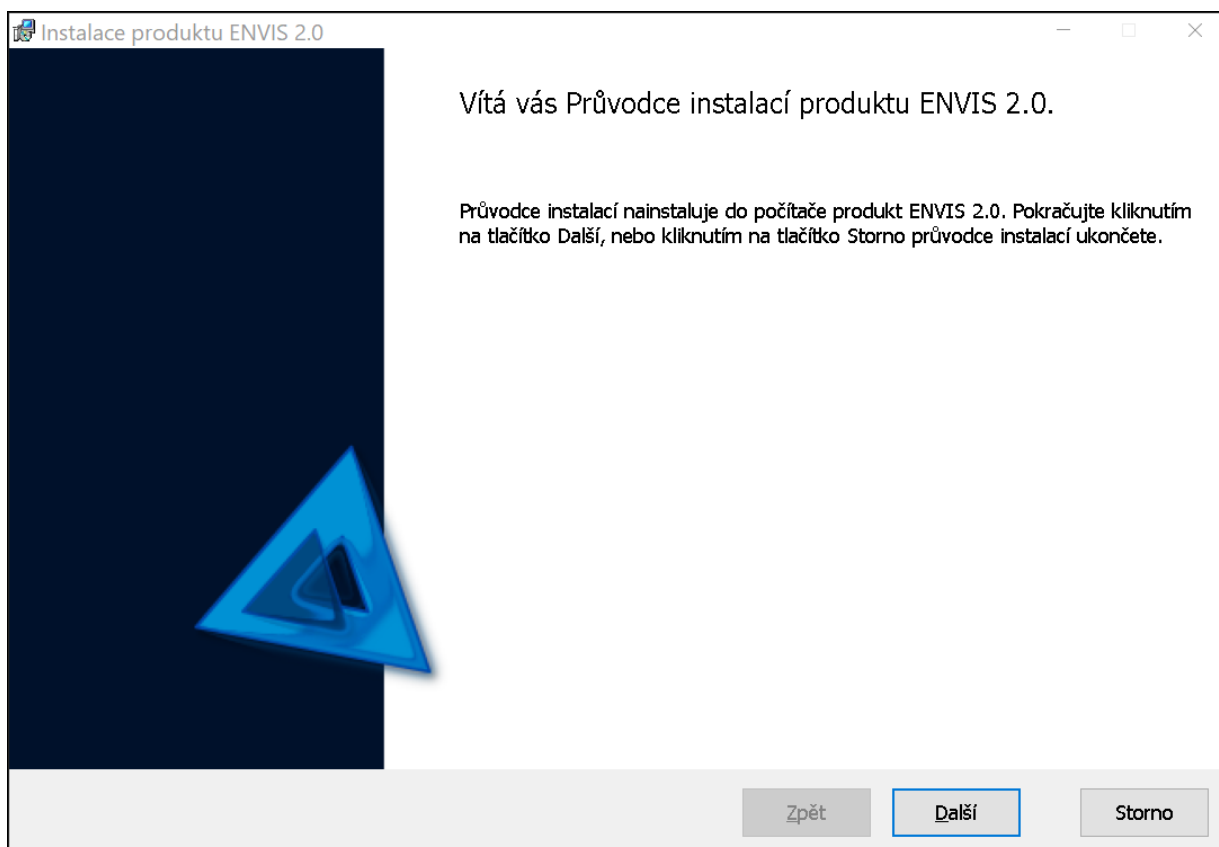 Instalace produktu ENVIS 2.0
Vítá vás Průvodce instalací produktu ENVIS 2.0.
Průvodce instalací nainstaluje do počítače produkt ENVIS 2.0. Pokračujte kliknutím
na tlačítko Další, nebo kliknutím na tlačítko Storno průvodce instalací ukončete.
Zpět
Další
Storno